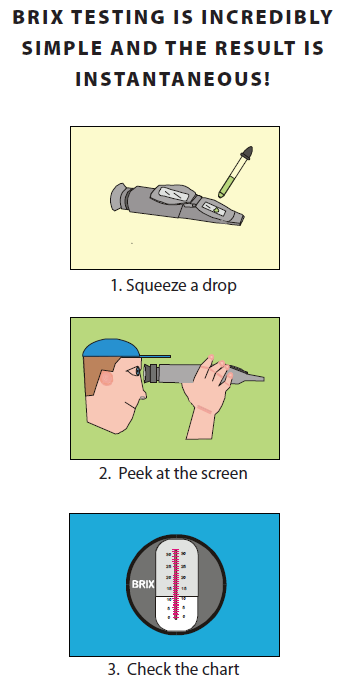 BRIX TESTING IS INCREDIBLY
SIMPLE AND THE RESULT IS
INSTANTANEOUS!
1. Squeeze a drop
2. Peek at the screen
BRIX
3. Check the chart